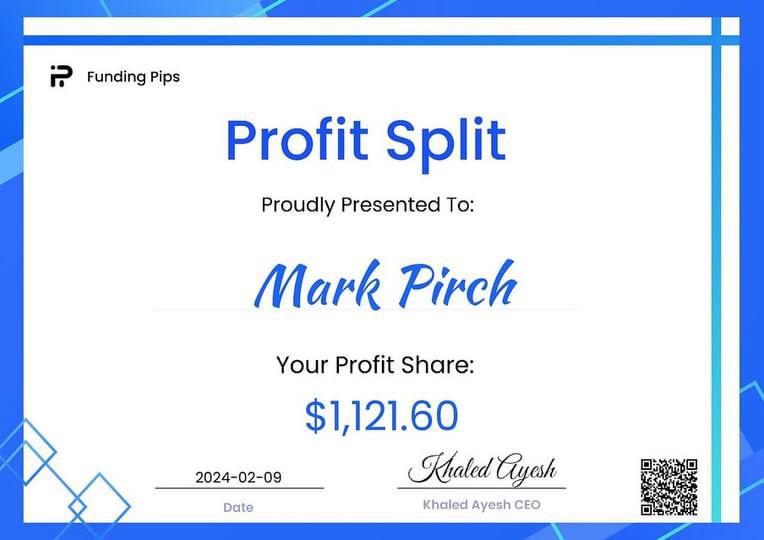 Funding Pips
Profit Split
Proudly Presented To:
Mark Pirch
Your Profit Share:
$1,121.60
2024-02-09
Khaled Ayesh
Date
Khaled Ayesh CEO